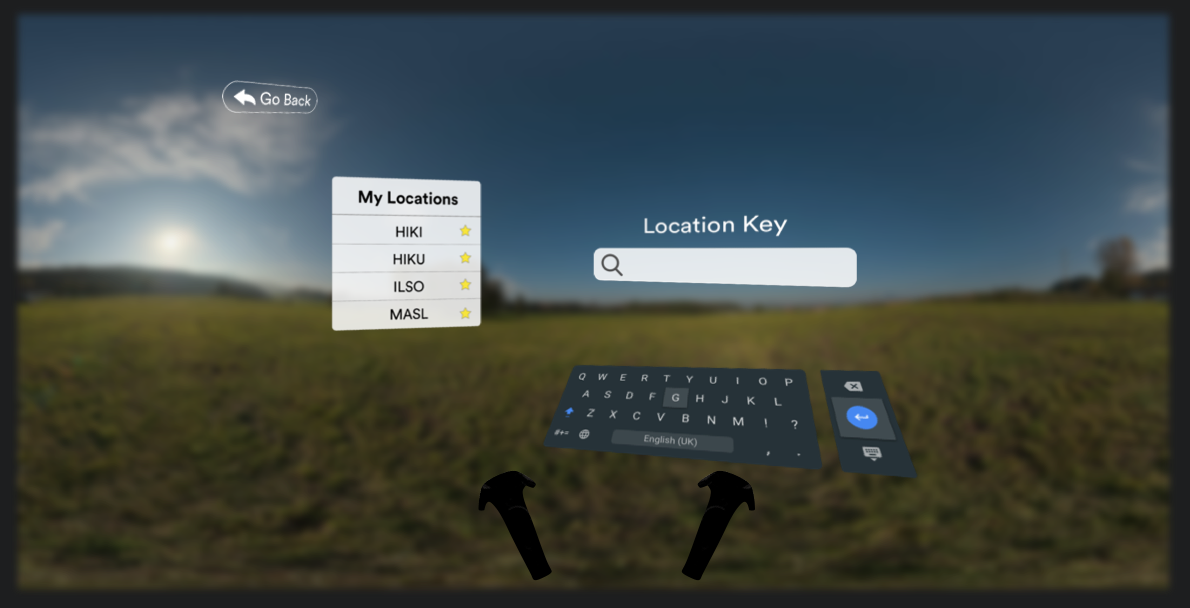 Go Back
My Locations
HIKI
HIKU
ILSO
MASL
Location Key
Q W E R T Y U I O P
A S D F G H J K L
Z X C V B N M ! ?
#+= English (UK) , .